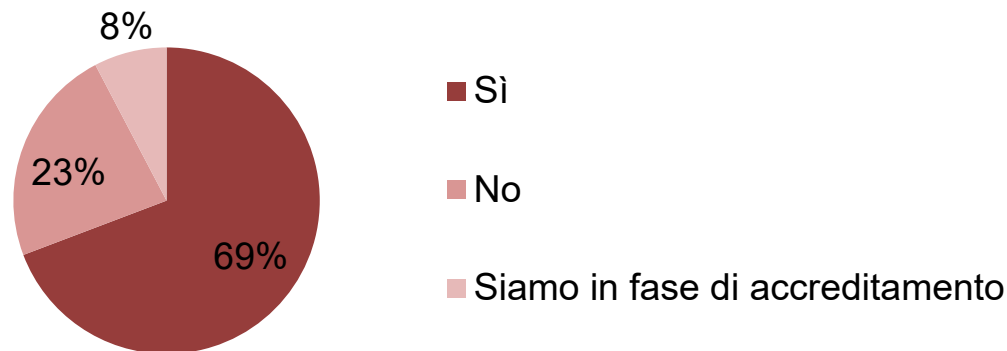 8%
23%
69%
Sì
No
Siamo in fase di accreditamento